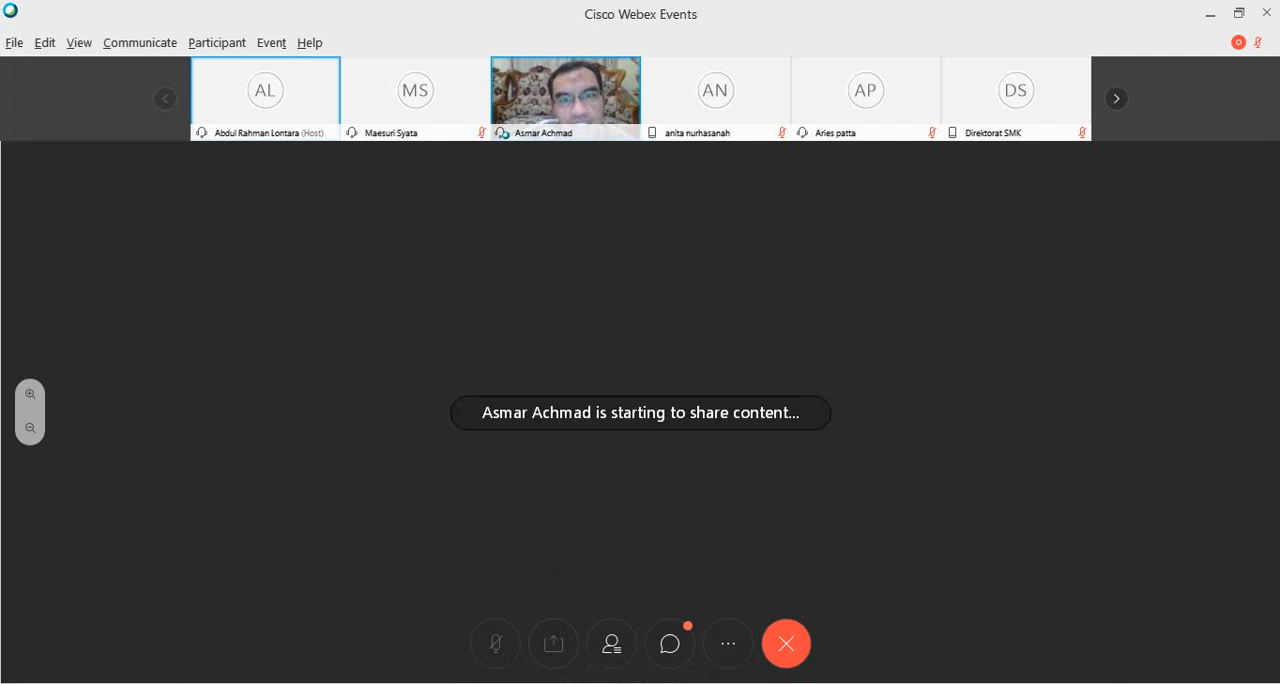 Cisco Webex Events
File Edit View Communicate Participant Event Help
AL MS AN AP DS
Abdul Rahman Lontara (Host) Maesuri Syata Asmar Achmad anita nurhasanah Aries patta Direktorat SMK
Asmar Achmad is starting to share content...